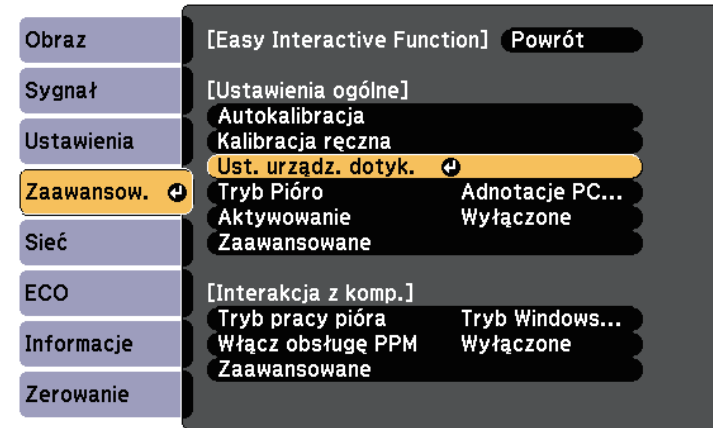 Obraz
Sygnał
Ustawienia
Zaawansow.
Sieć
ECO
Informacje
Zerowanie
[Easy Interactive Function] Powrót
[Ustawienia ogólne]
Autokalibracja
Kalibracja ręczna
Ust. urządz. dotyk.
Tryb Pióro Adnotacje PC...
Aktywowanie Wyłączone
Zaawansowane
[Interakcja z komp.]
Tryb pracy pióra Tryb Windows...
Włącz obsługę PPM Wyłączone
Zaawansowane